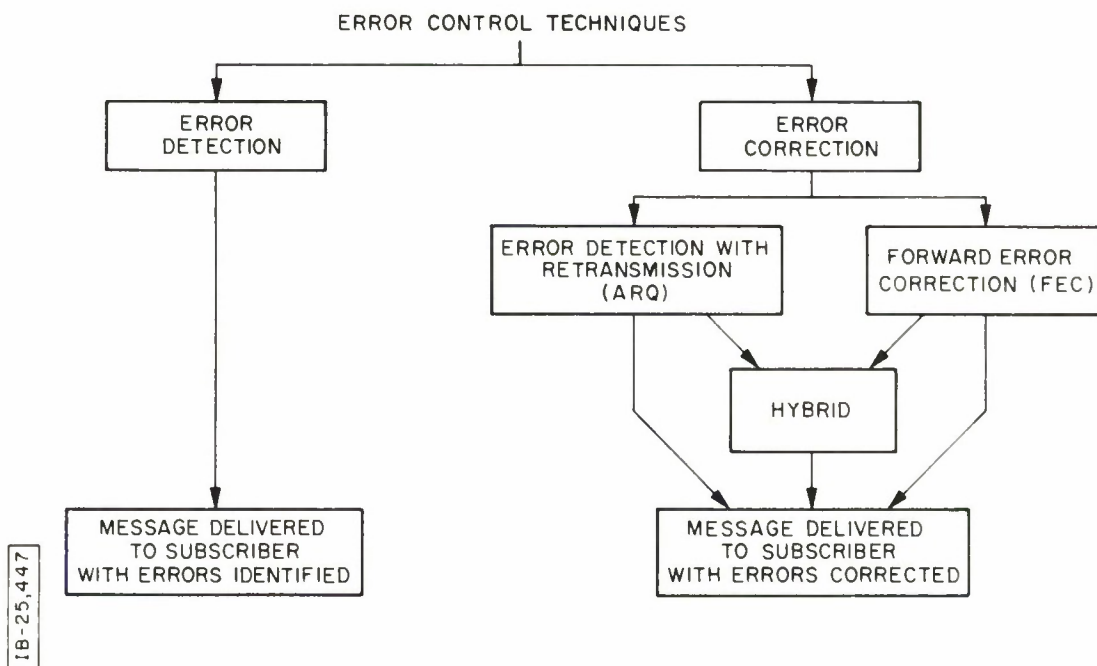 ERROR CONTROL TECHNIQUES
ERROR
DETECTION
ERROR
CORRECTION
ERROR DETECTION WITH
RETRANSMISSION
(ARQ)
FORWARD ERROR
CORRECTION (FEC)
HYBRID
MESSAGE DELIVERED
TO SUBSCRIBER
WITH ERRORS IDENTIFIED
MESSAGE DELIVERED
TO SUBSCRIBER
WITH ERRORS CORRECTED
IB-25,447